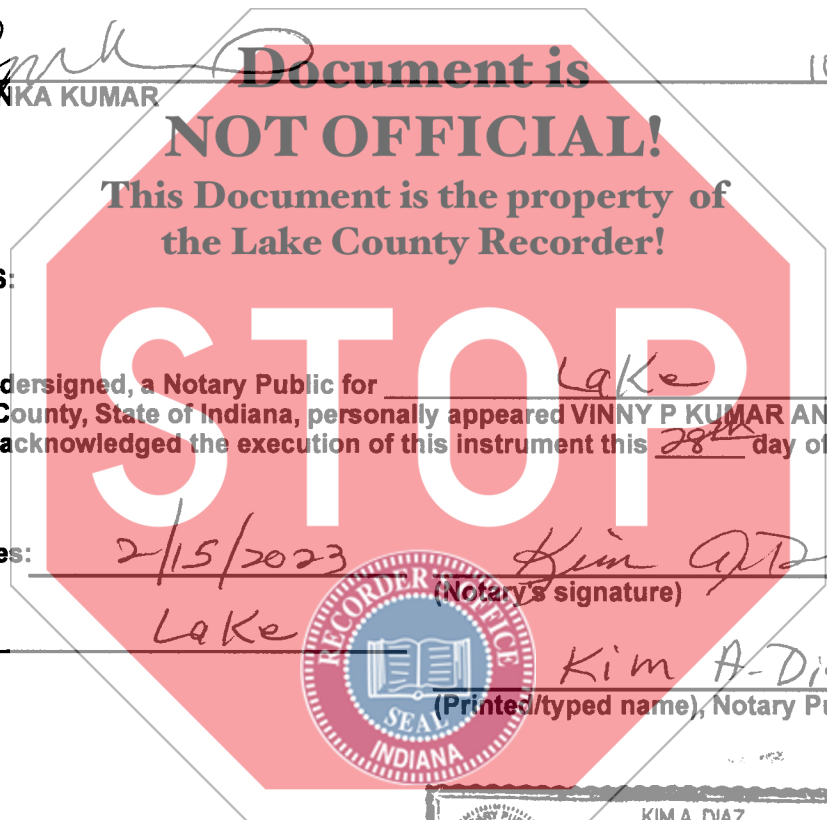 Document is
NKA KUMAR
NOT OFFICIAL!
This Document is the property of
the Lake County Recorder!
S:
STOP
dersigned, a Notary Public for Lake
County, State of Indiana, personally appeared VINNY P KUMAR AN
acknowledged the execution of this instrument this 28th day of
es: 2/15/2023 Kim
(Notary's signature)
Lake
Kim A. Di
(Printed/typed name), Notary Pu
RECORDER'S OFFICE
SEAL
INDIANA
KIM A. DIAZ